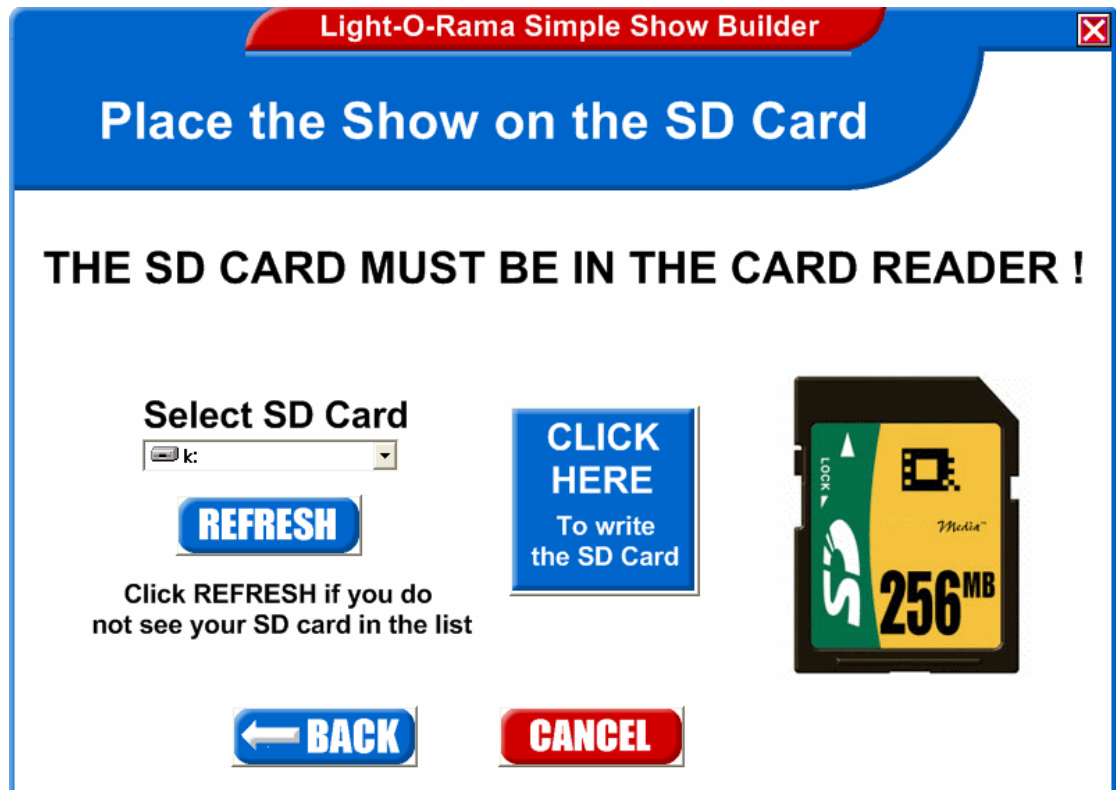 Light-O-Rama Simple Show Builder
Place the Show on the SD Card
THE SD CARD MUST BE IN THE CARD READER !
Select SD Card
k:
REFRESH
Click REFRESH if you do
not see your SD card in the list
CLICK
HERE
To write
the SD Card
LOCK
Media™
SD
256MB
BACK
CANCEL